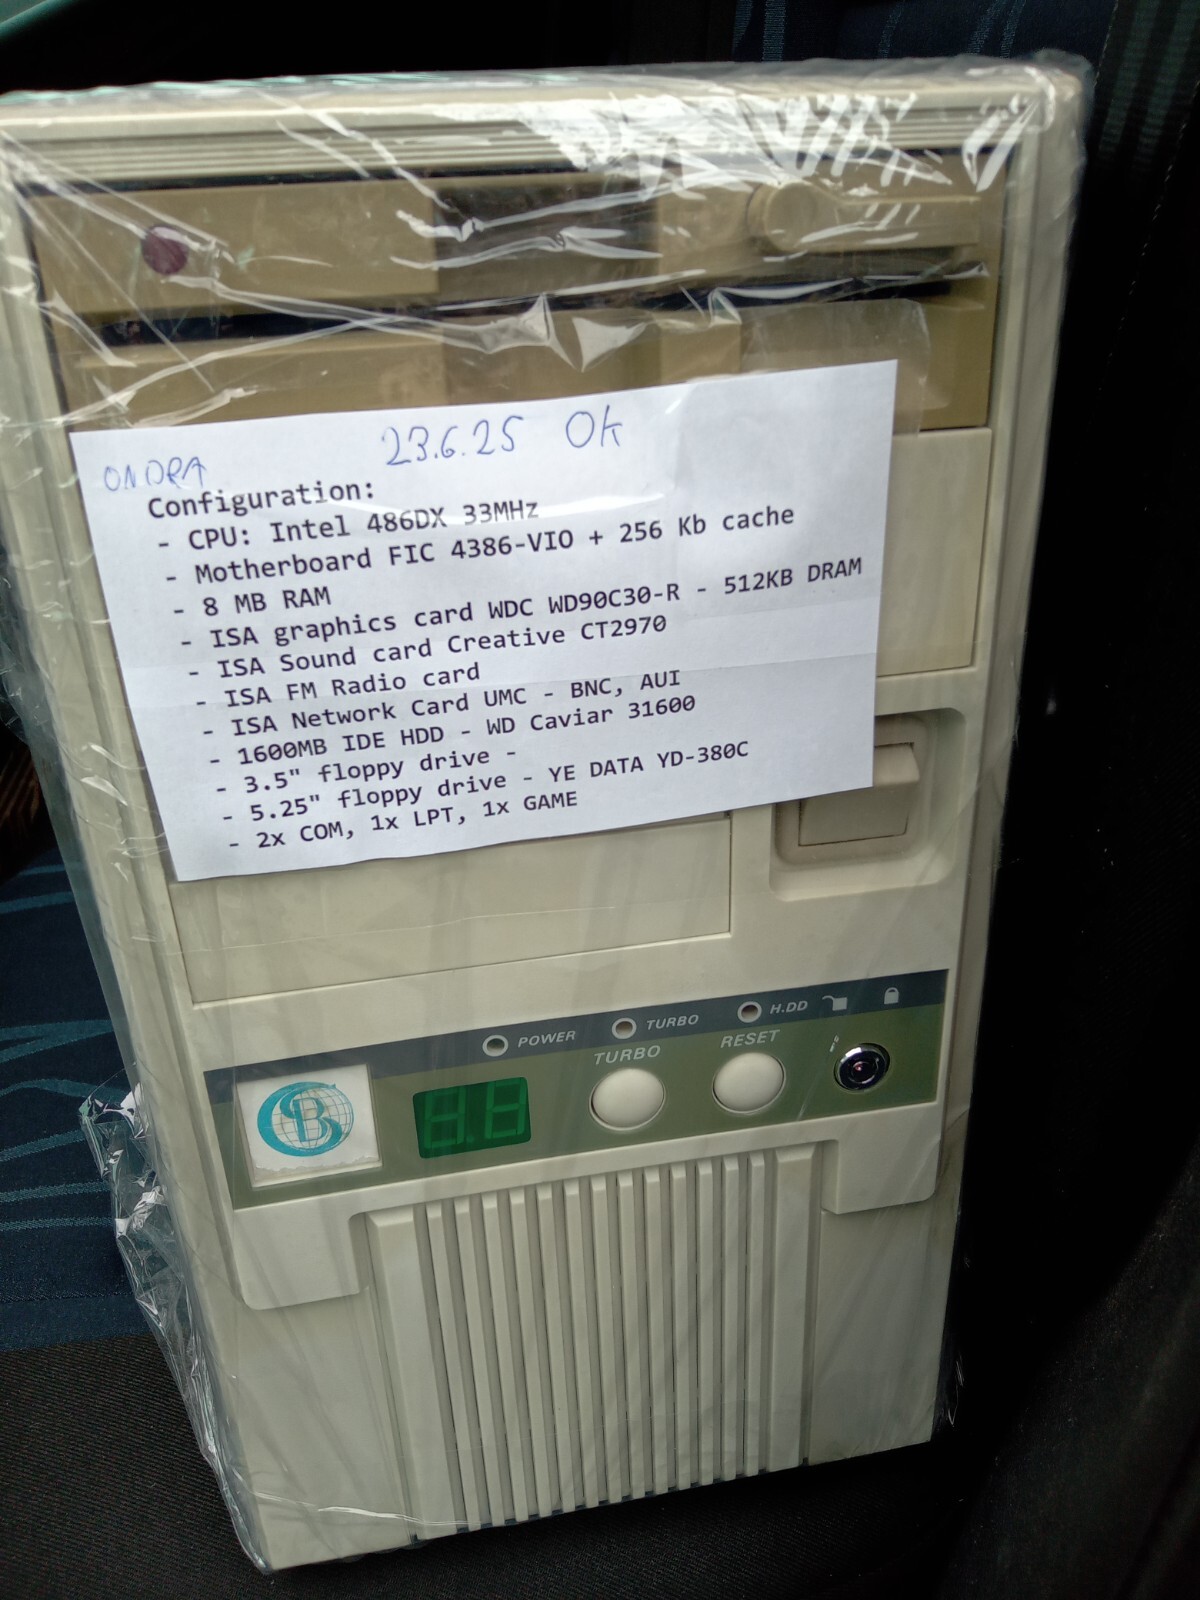 23.6.25 OK
ONDRA
Configuration:
- CPU: Intel 486DX 33MHz
- Motherboard FIC 4386-VIO + 256 Kb cache
- 8 MB RAM
- ISA graphics card WDC WD90C30-R - 512KB DRAM
- ISA Sound card Creative CT2970
- ISA FM Radio card
- ISA Network Card UMC - BNC, AUI
- 1600MB IDE HDD - WD Caviar 31600
- 3.5" floppy drive -
- 5.25" floppy drive - YE DATA YD-380C
- 2x COM, 1x LPT, 1x GAME
POWER TURBO H.DD
TURBO RESET